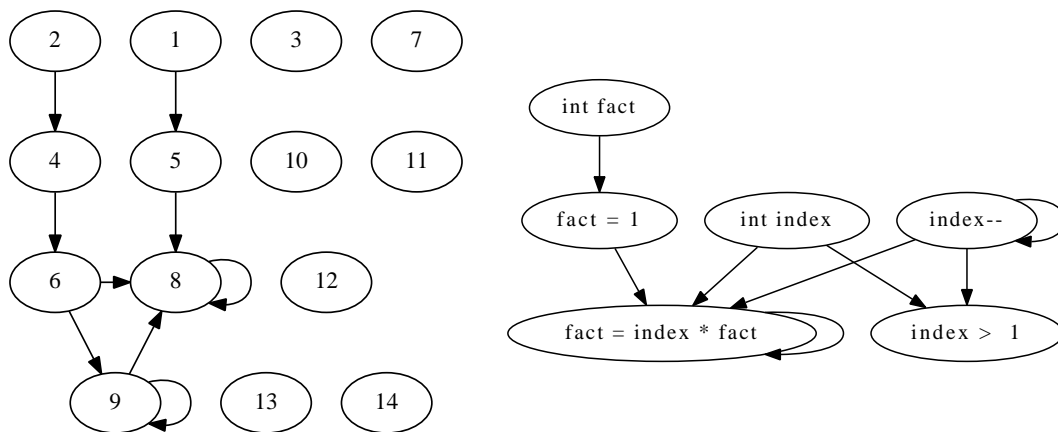 2 1 3 7
int fact
4 5 10 11
fact = 1 int index index--
6 8 12
fact = index * fact index > 1
9 13 14